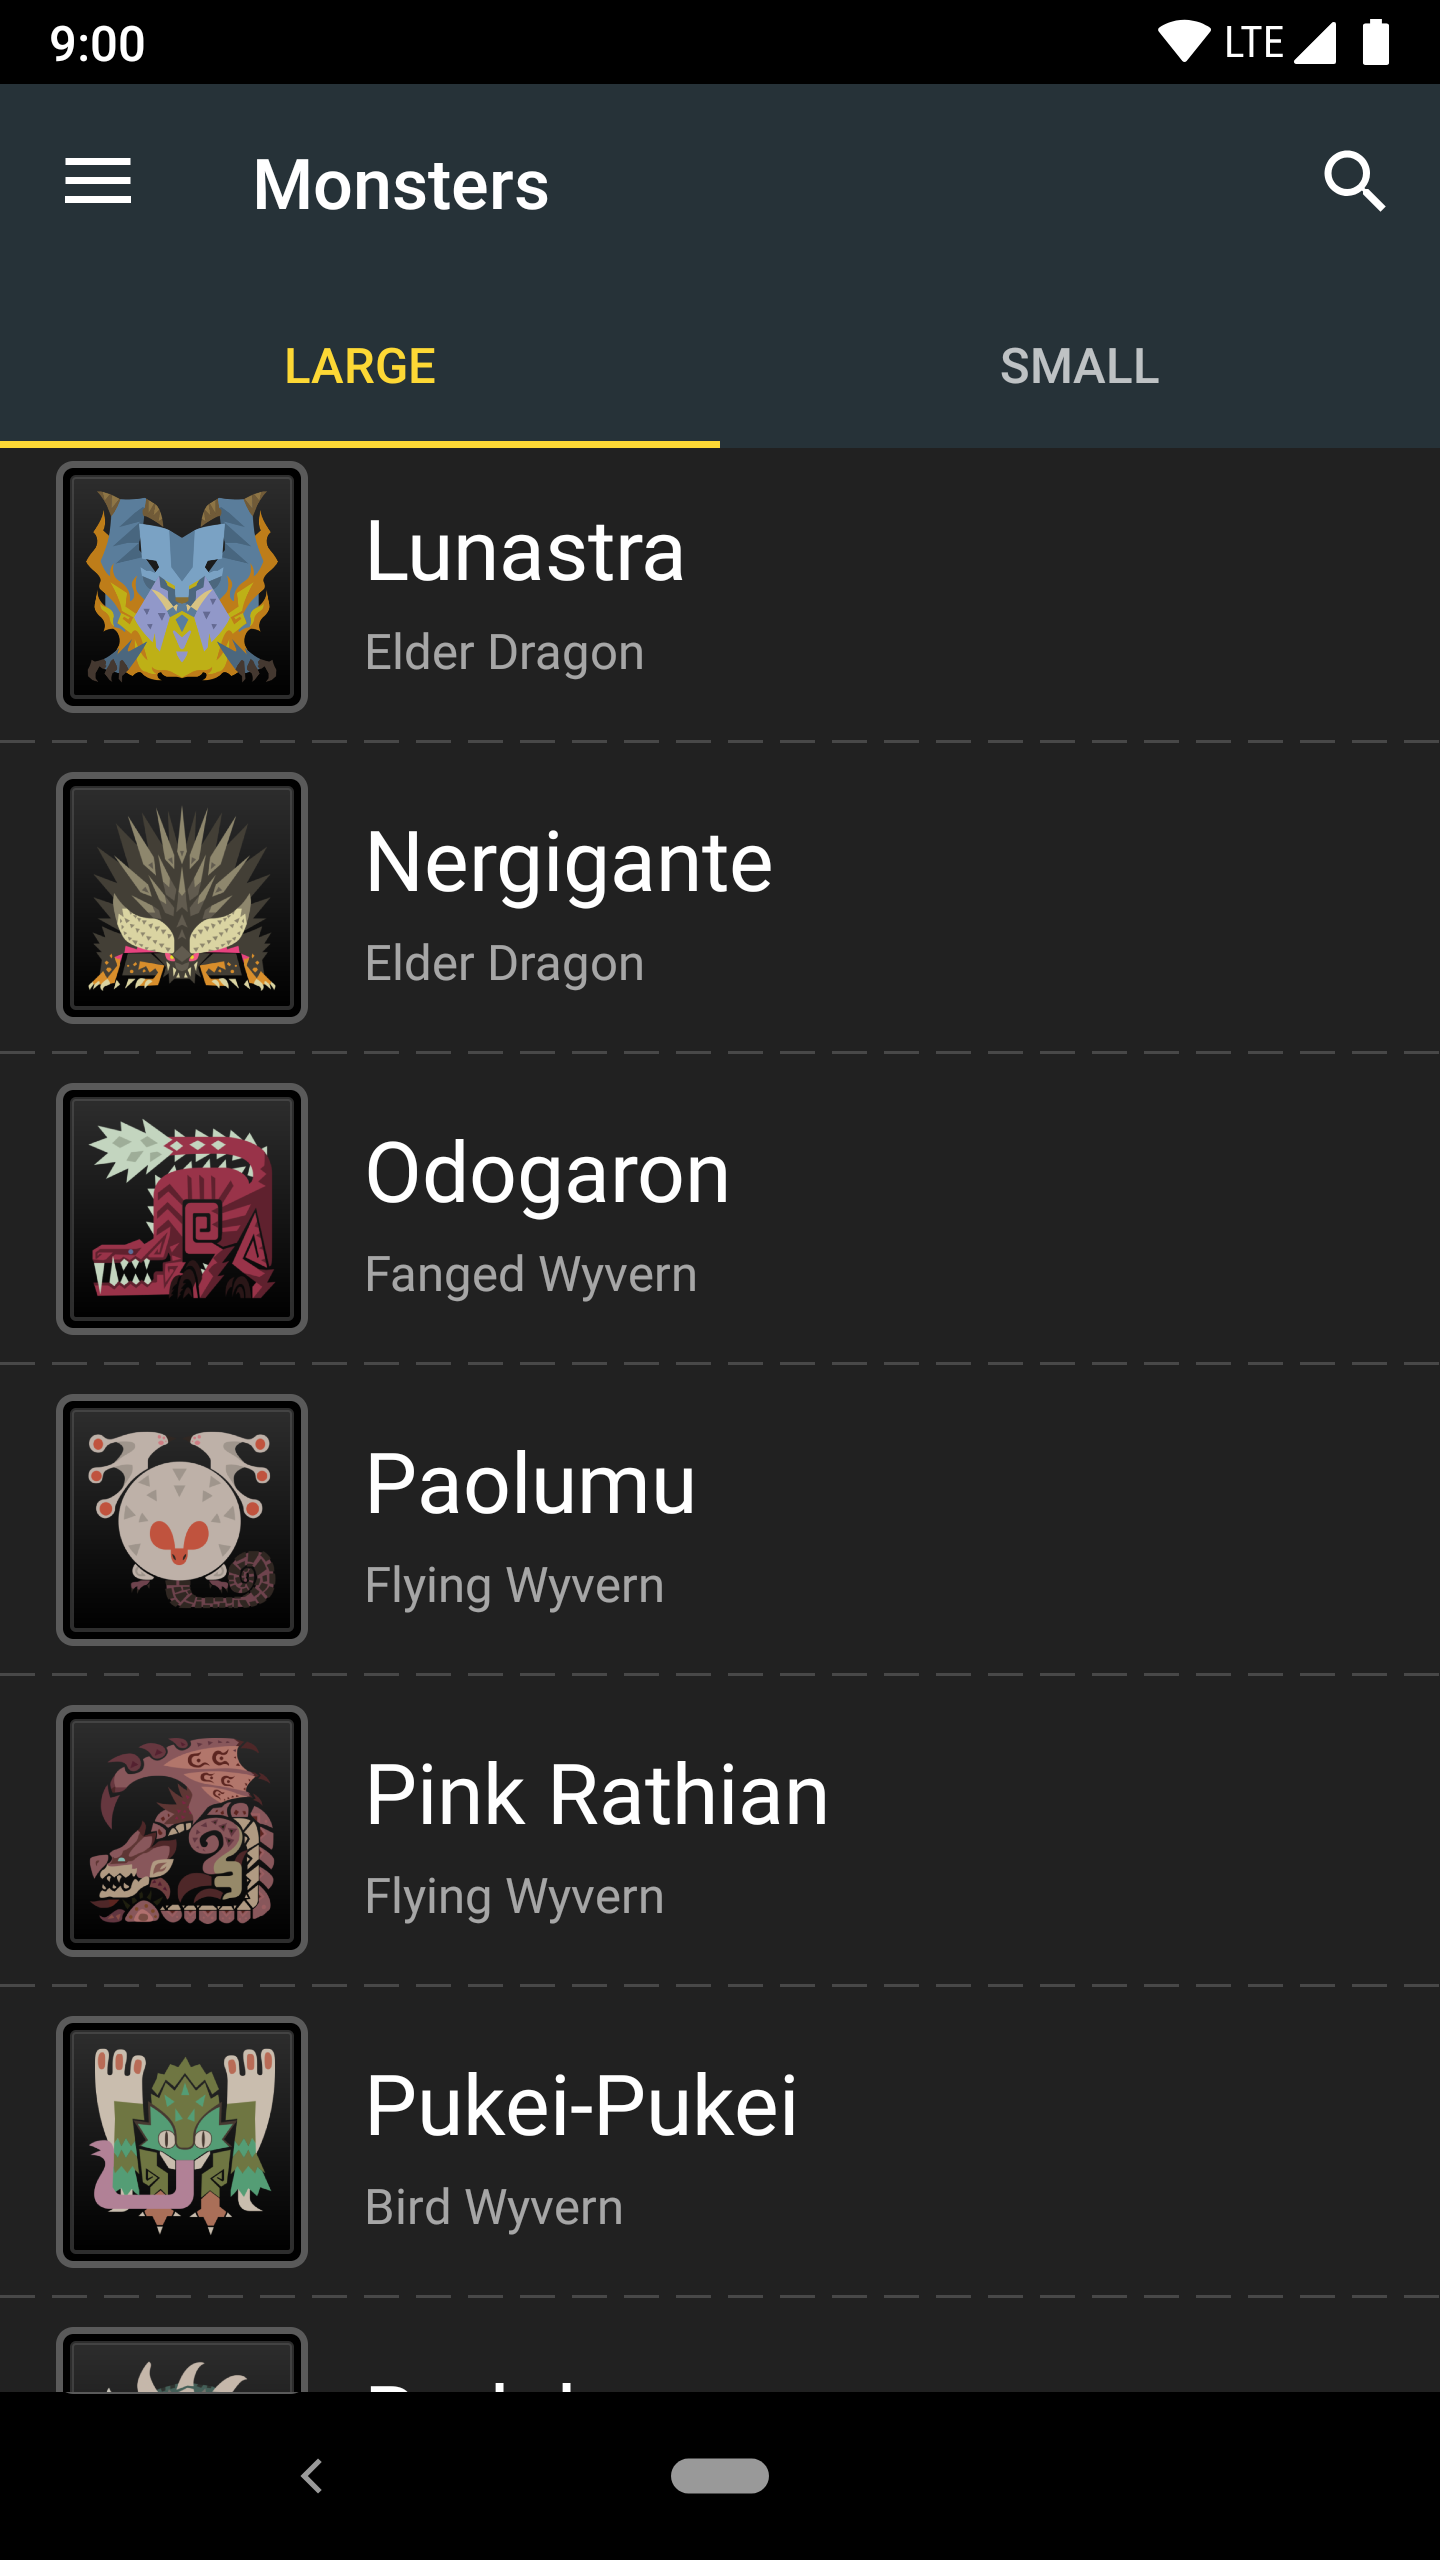 9:00
LTE
Monsters
LARGE
SMALL
Lunastra
Elder Dragon
Nergigante
Elder Dragon
Odogaron
Fanged Wyvern
Paolumu
Flying Wyvern
Pink Rathian
Flying Wyvern
Pukei-Pukei
Bird Wyvern